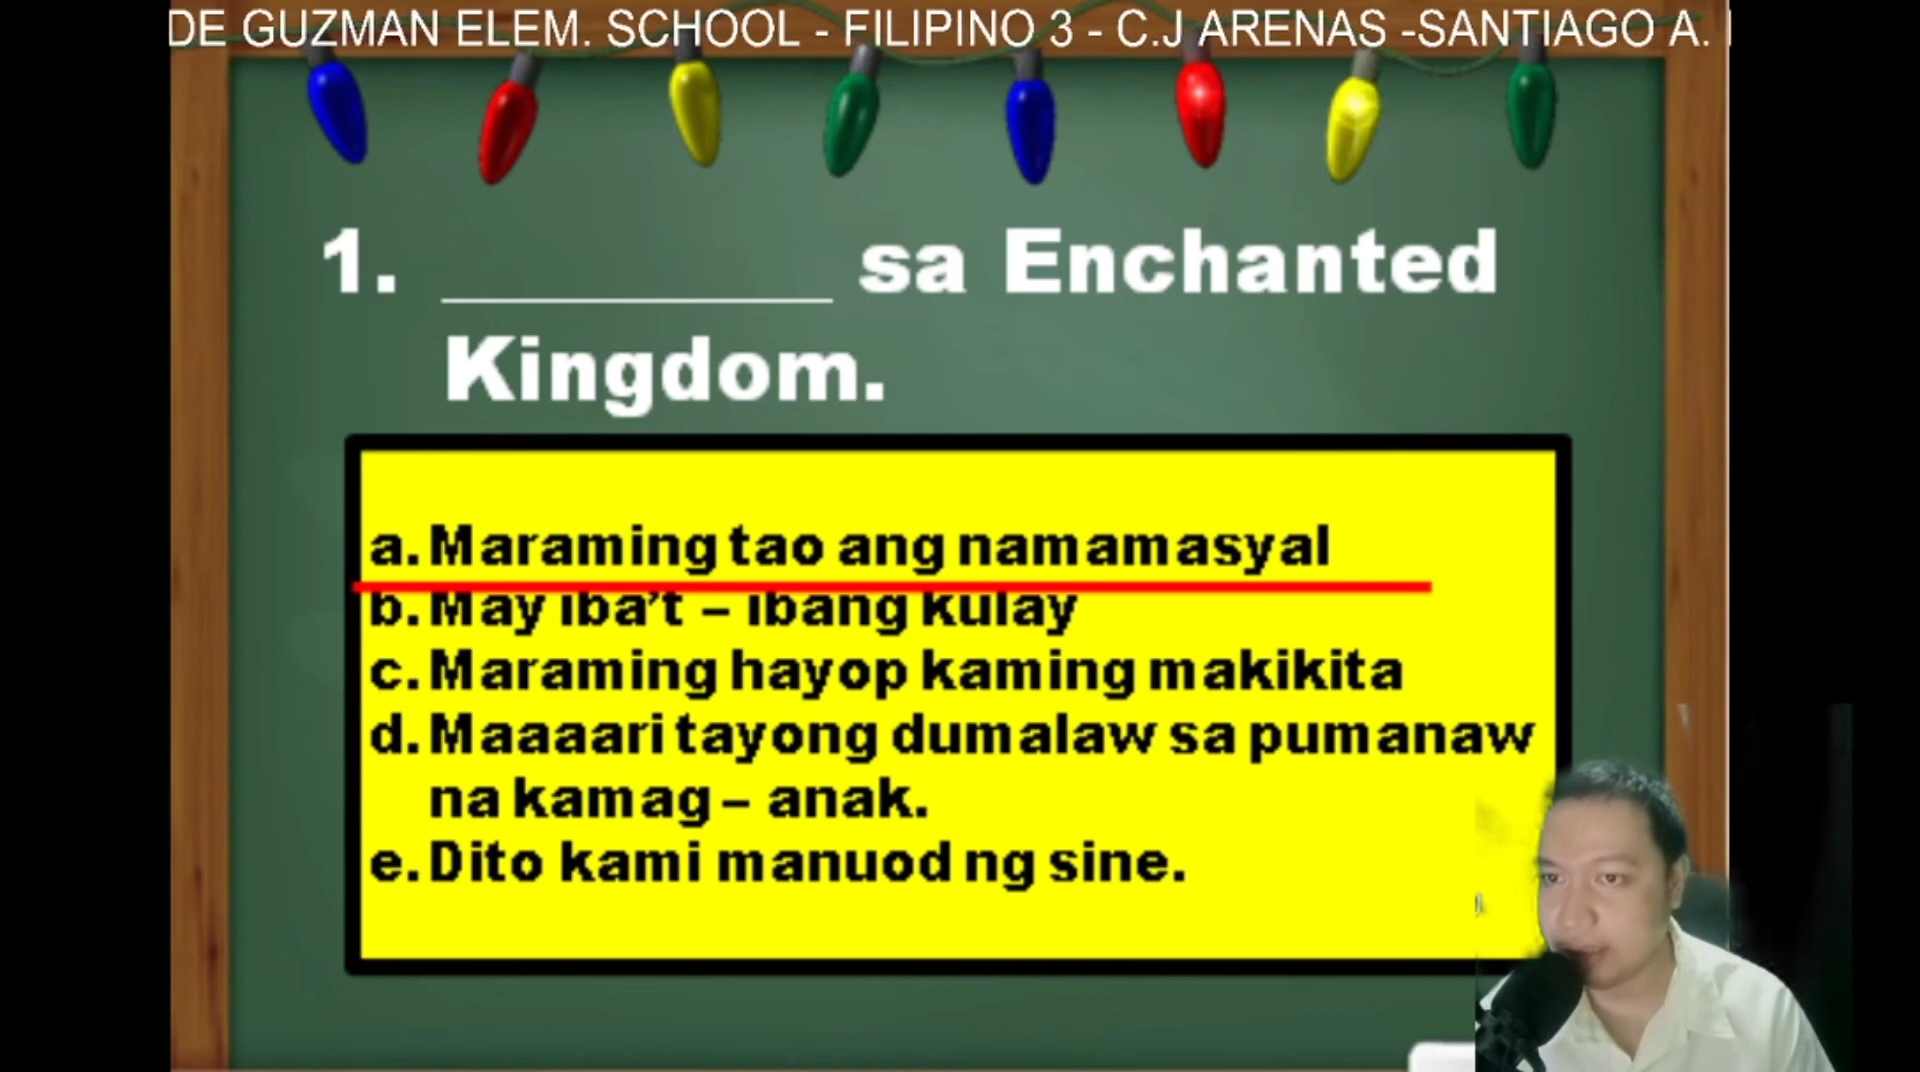 DE GUZMAN ELEM. SCHOOL - FILIPINO 3 - C.J ARENAS -SANTIAGO A.
1. __________ sa Enchanted
Kingdom.
a. Maraming tao ang namamasyal
b. May iba't – ibang kulay
c. Maraming hayop kaming makikita
d. Maaaari tayong dumalaw sa pumanaw
na kamag – anak.
e. Dito kami manuod ng sine.